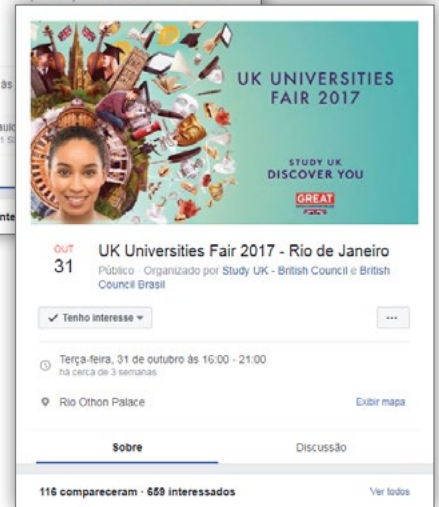 às
UK UNIVERSITIES
FAIR 2017
STUDY UK
DISCOVER YOU
GREAT
OUT
31
UK Universities Fair 2017 - Rio de Janeiro
Público · Organizado por Study UK - British Council e British
Council Brasil
✓ Tenho interesse
...
Terça-feira, 31 de outubro às 16:00 - 21:00
há cerca de 3 semanas
Rio Othon Palace
Exibir mapa
Sobre
Discussão
116 compareceram · 659 interessados
Ver todos